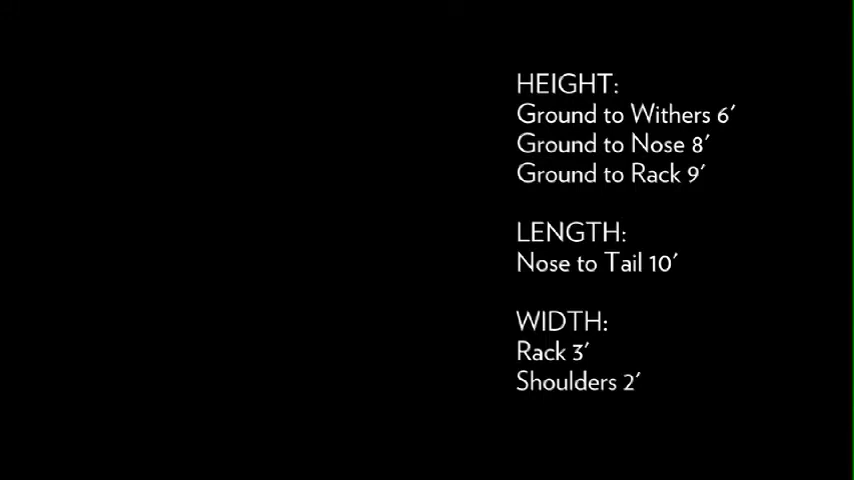 HEIGHT:
Ground to Withers 6′
Ground to Nose 8′
Ground to Rack 9′
LENGTH:
Nose to Tail 10′
WIDTH:
Rack 3′
Shoulders 2′